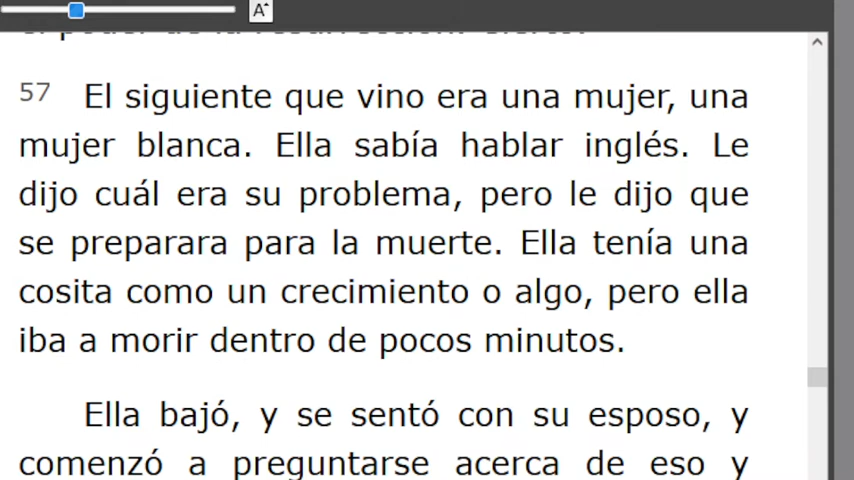 A
57 El siguiente que vino era una mujer, una
mujer blanca. Ella sabía hablar inglés. Le
dijo cuál era su problema, pero le dijo que
se preparara para la muerte. Ella tenía una
cosita como un crecimiento o algo, pero ella
iba a morir dentro de pocos minutos.
Ella bajó, y se sentó con su esposo, y
comenzó a preguntarse acerca de eso y